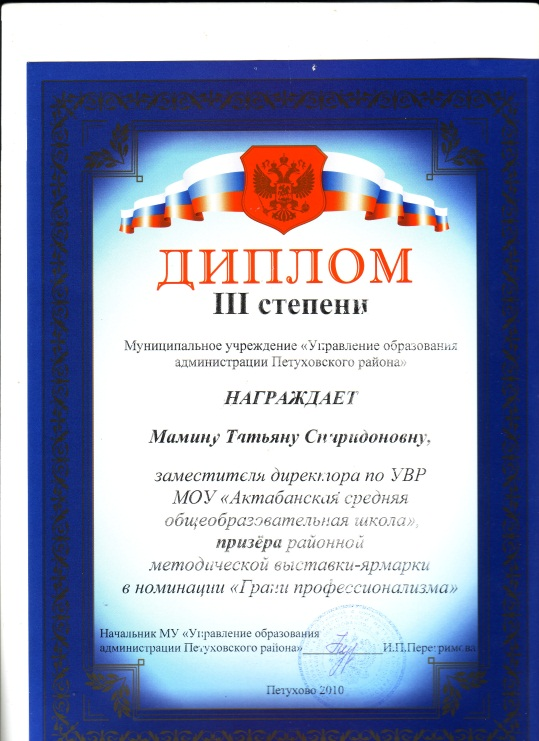 ДИПЛОМ
III степени
Муниципальное учреждение «Управление образования
администрации Петуховского района»
НАГРАЖДАЕТ
Мамину Татьяну Спиридоновну,
заместителя директора по УВР
МОУ «Актабанская средняя
общеобразовательная школа»,
призёра районной
методической выставки-ярмарки
в номинации «Грани профессионализма»
Начальник МУ «Управление образования
администрации Петуховского района» И.П.
Петухово 2010